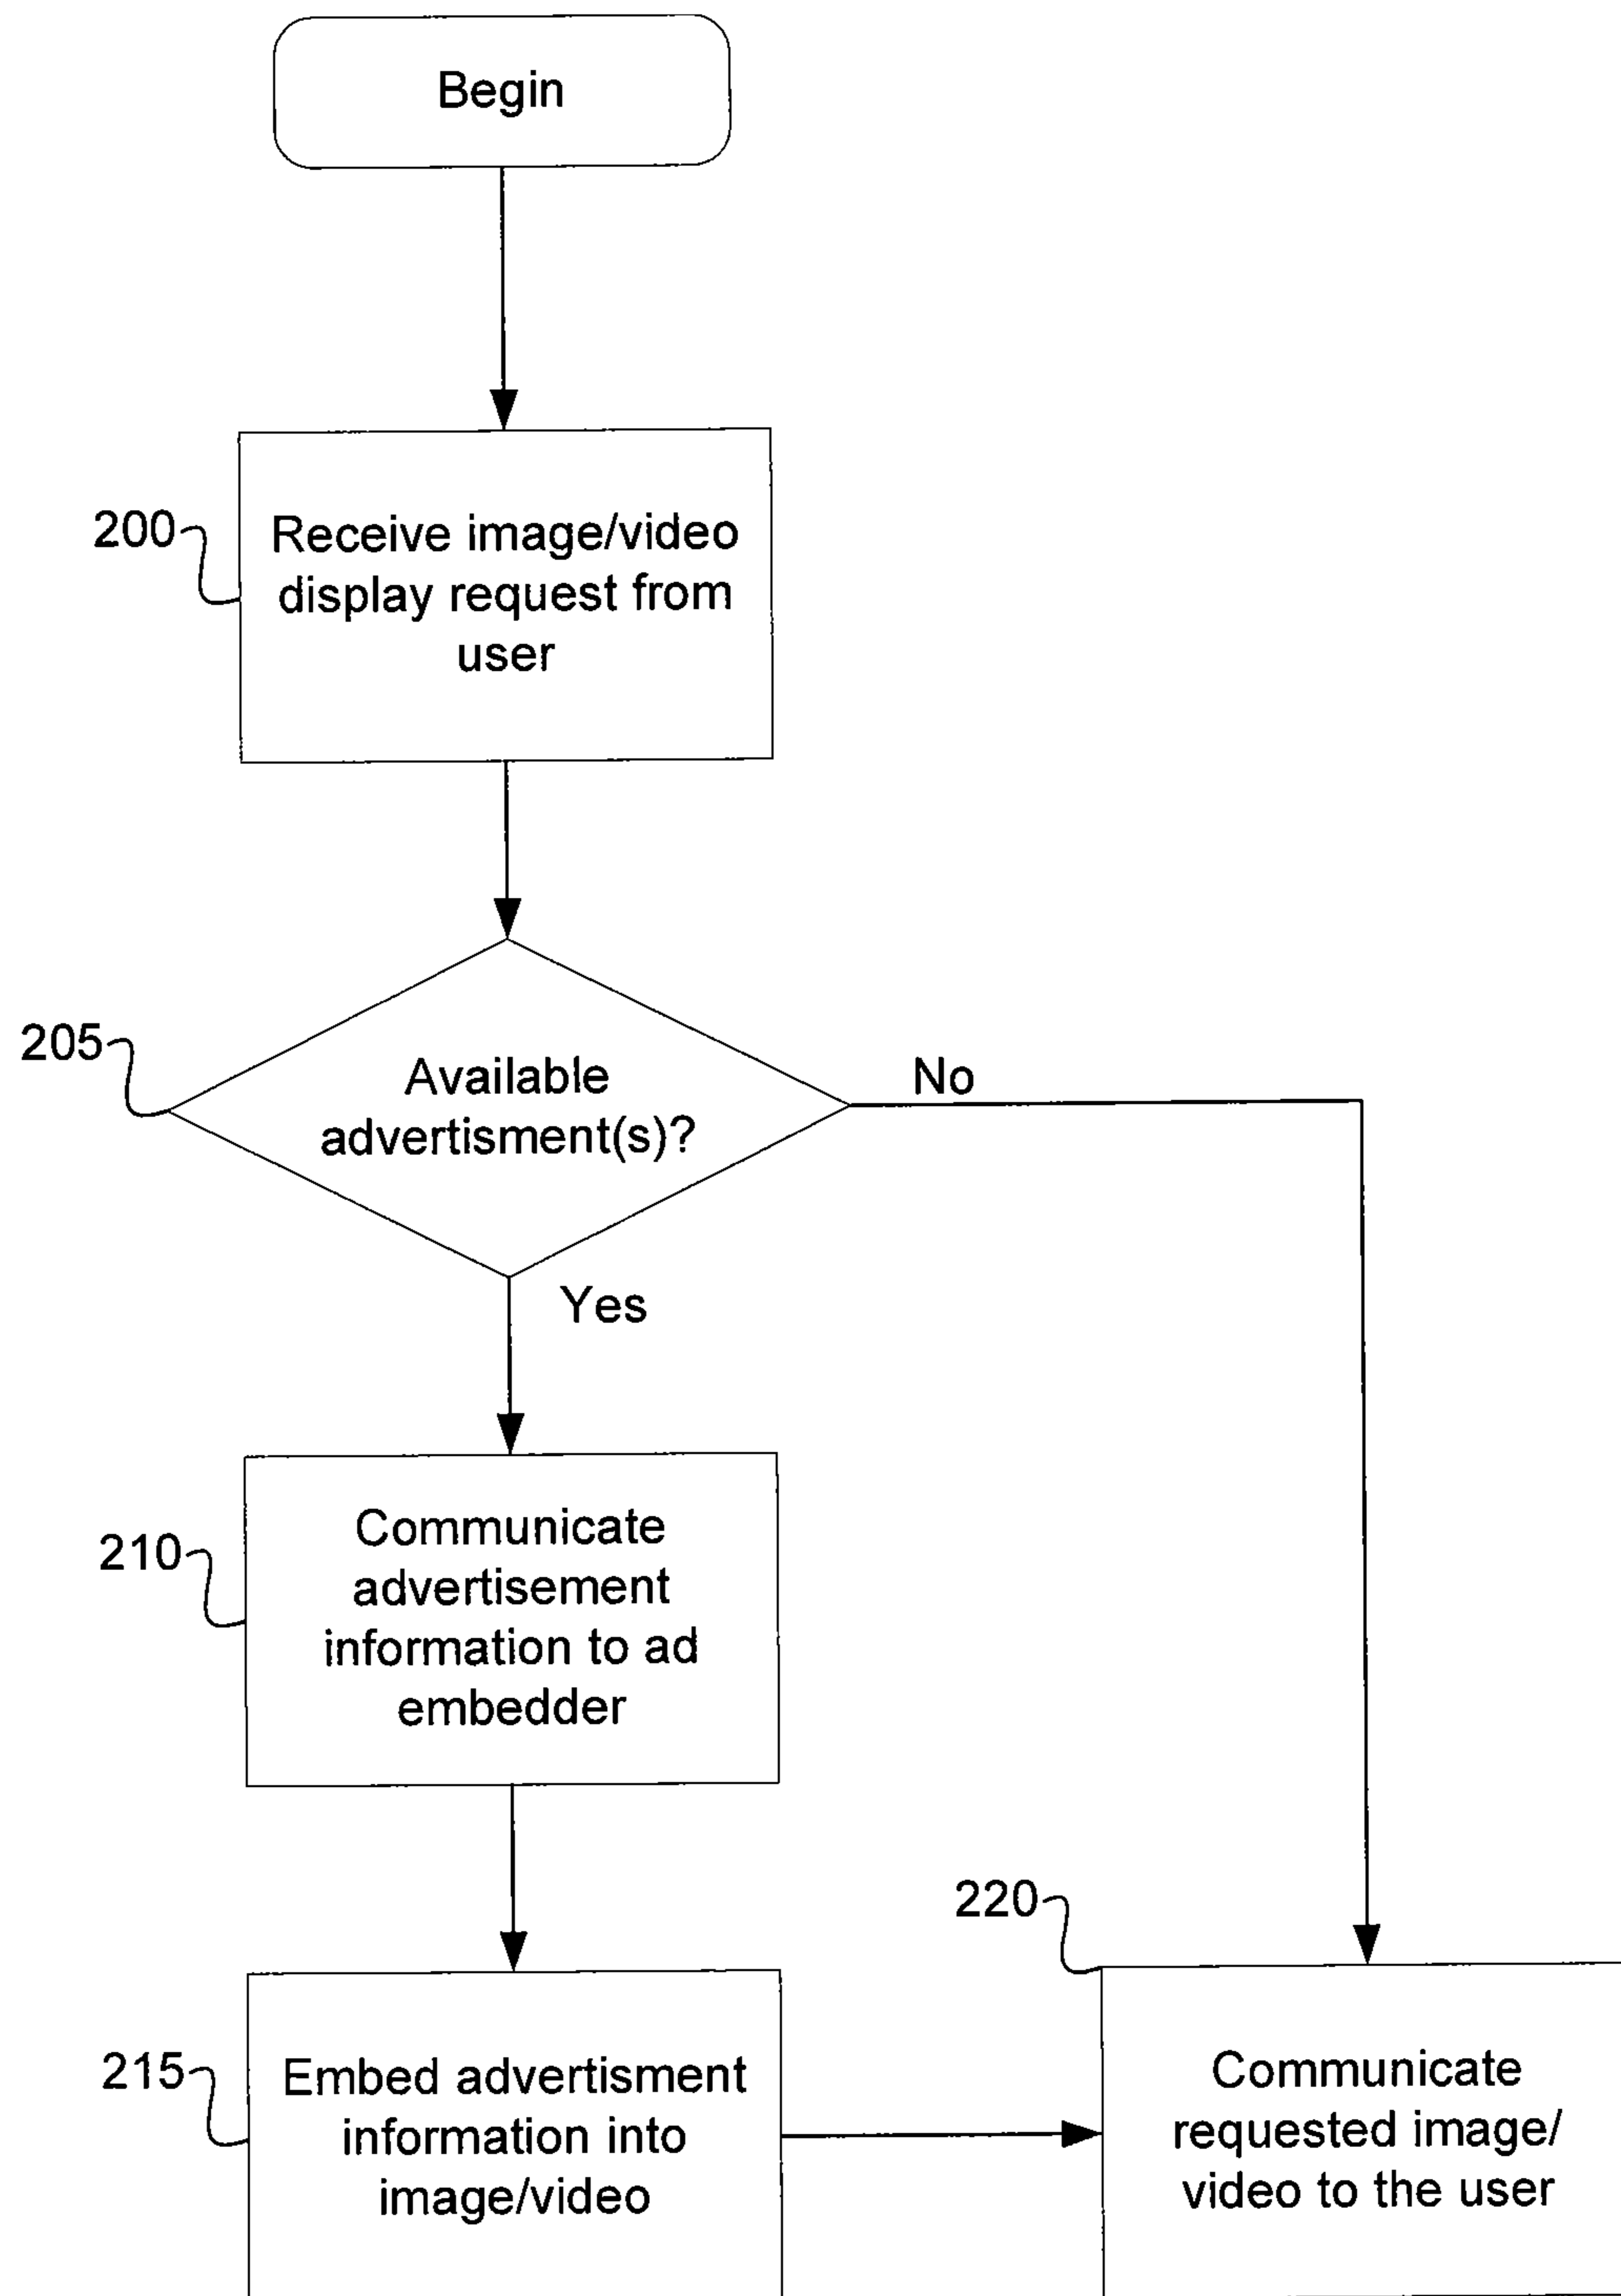 Begin
200
Receive image/video
display request from
user
205
Available
advertisment(s)?
No
Yes
210
Communicate
advertisement
information to ad
embedder
215
Embed advertisment
information into
image/video
220
Communicate
requested image/
video to the user